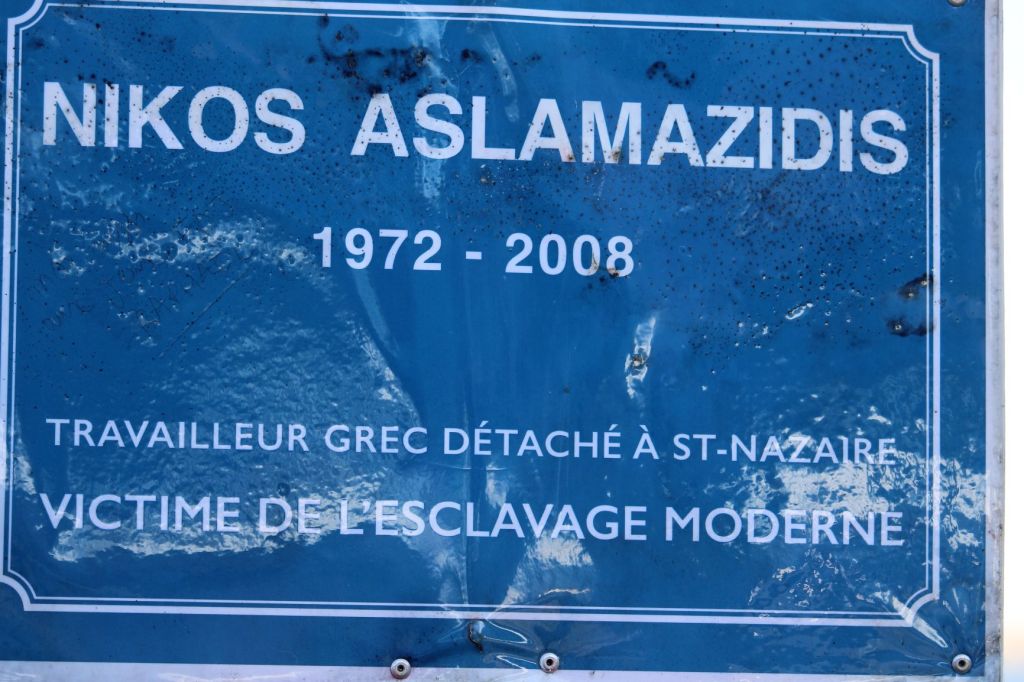 NIKOS ASLAMAZIDIS
1972 - 2008
TRAVAILLEUR GREC DÉTACHÉ À ST-NAZAIRE
VICTIME DE L'ESCLAVAGE MODERNE